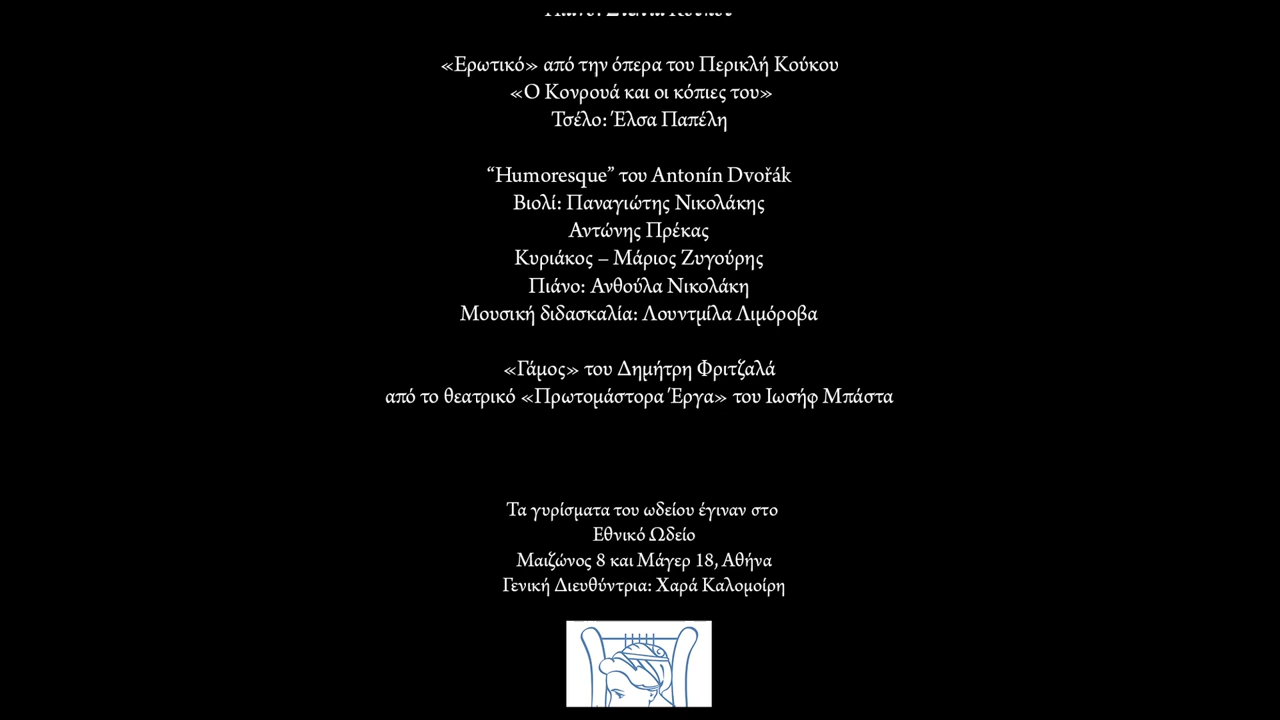 «Ερωτικό» από την όπερα του Περικλή Κούκου
«Ο Κονρουά και οι κόπιες του»
Τσέλο: Έλσα Παπέλη
“Humoresque” του Antonín Dvořák
Βιολί: Παναγιώτης Νικολάκης
Αντώνης Πρέκας
Κυριάκος – Μάριος Ζυγούρης
Πιάνο: Ανθούλα Νικολάκη
Μουσική διδασκαλία: Λουντμίλα Λιμόροβα
«Γάμος» του Δημήτρη Φριτζαλά
από το θεατρικό «Πρωτομάστορα Έργα» του Ιωσήφ Μπάστα
Τα γυρίσματα του ωδείου έγιναν στο
Εθνικό Ωδείο
Μαιζώνος 8 και Μάγερ 18, Αθήνα
Γενική Διευθύντρια: Χαρά Καλομοίρη